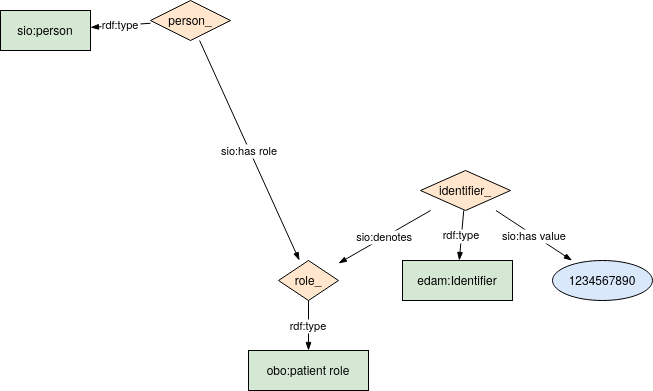 person_
sio:person
rdf:type
sio:has role
identifier_
sio:denotes
rdf:type
sio:has value
role_
edam:Identifier
1234567890
rdf:type
obo:patient role